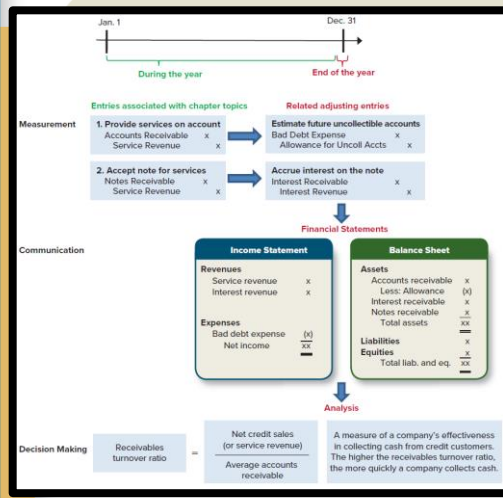 Jan. 1
Dec. 31
During the year
End of the year
Entries associated with chapter topics
Related adjusting entries
Measurement
1. Provide services on account
Accounts Receivable x
Service Revenue x
Estimate future uncollectible accounts
Bad Debt Expense x
Allowance for Uncoll Accts x
2. Accept note for services
Notes Receivable x
Service Revenue x
Accrue interest on the note
Interest Receivable x
Interest Revenue x
Financial Statements
Communication
Income Statement
Revenues
Service revenue x
Interest revenue x
Expenses
Bad debt expense (x)
Net income xx
Balance Sheet
Assets
Accounts receivable x
Less: Allowance (x)
Interest receivable x
Notes receivable x
Total assets xx
Liabilities x
Equities x
Total liab. and eq. xx
Analysis
Decision Making
Receivables
turnover ratio
=
Net credit sales
(or service revenue)
Average accounts
receivable
A measure of a company's effectiveness
in collecting cash from credit customers.
The higher the receivables turnover ratio,
the more quickly a company collects cash.